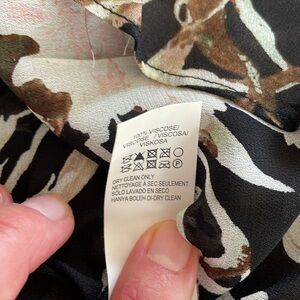 100% VISCOSE/
VISCOSE / VISCOSA/
VISKOSA
DRY CLEAN ONLY
NETTOYAGE À SEC SEULEMENT
SOLO LAVADO EN SECO
HANYA BOLEH DI-DRY CLEAN